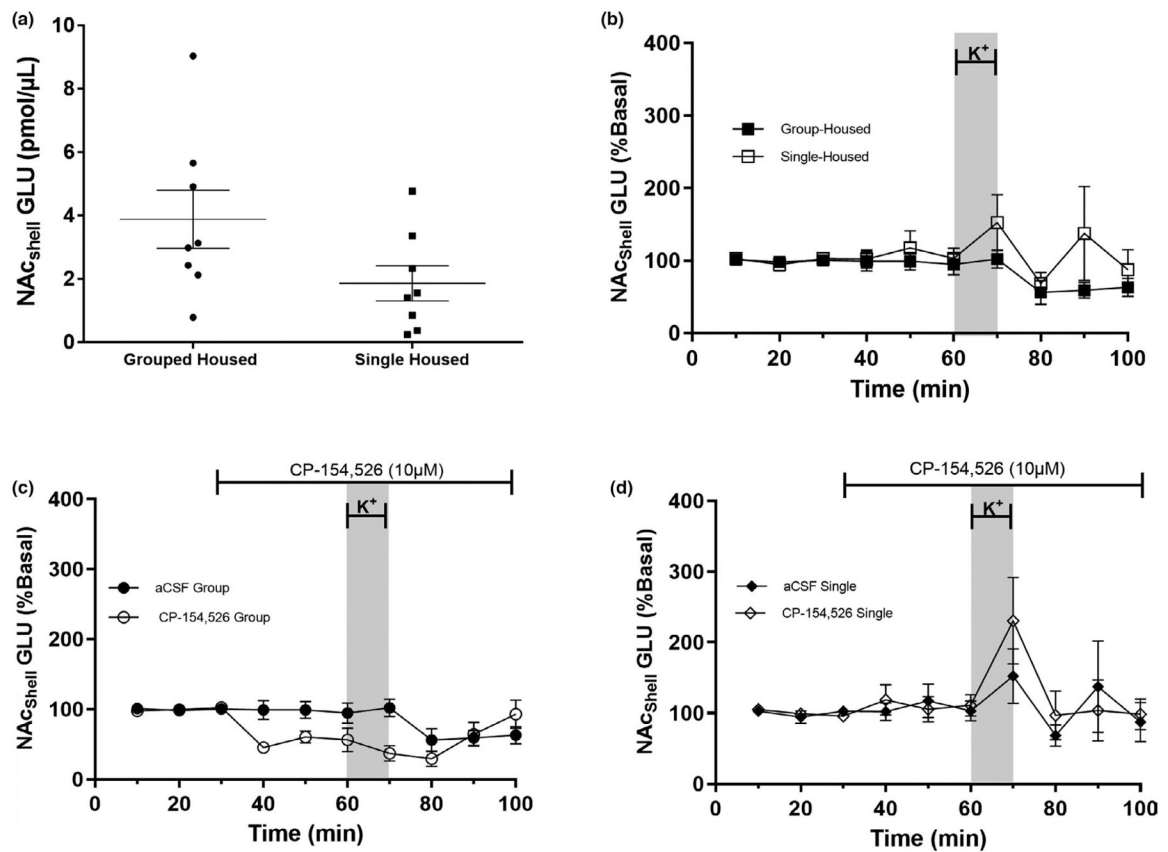 (a)
10
8
6
4
2
0
NAcShell GLU (pmol/µL)
Grouped Housed
Single Housed
(b)
400
300
200
100
0
NAcShell GLU (%Basal)
K+
Group-Housed
Single-Housed
0 20 40 60 80 100
Time (min)
(c)
CP-154,526 (10µM)
400
300
200
100
0
NAcShell GLU (%Basal)
K+
aCSF Group
CP-154,526 Group
0 20 40 60 80 100
Time (min)
(d)
CP-154,526 (10µM)
400
300
200
100
0
NAcShell GLU (%Basal)
K+
aCSF Single
CP-154,526 Single
0 20 40 60 80 100
Time (min)